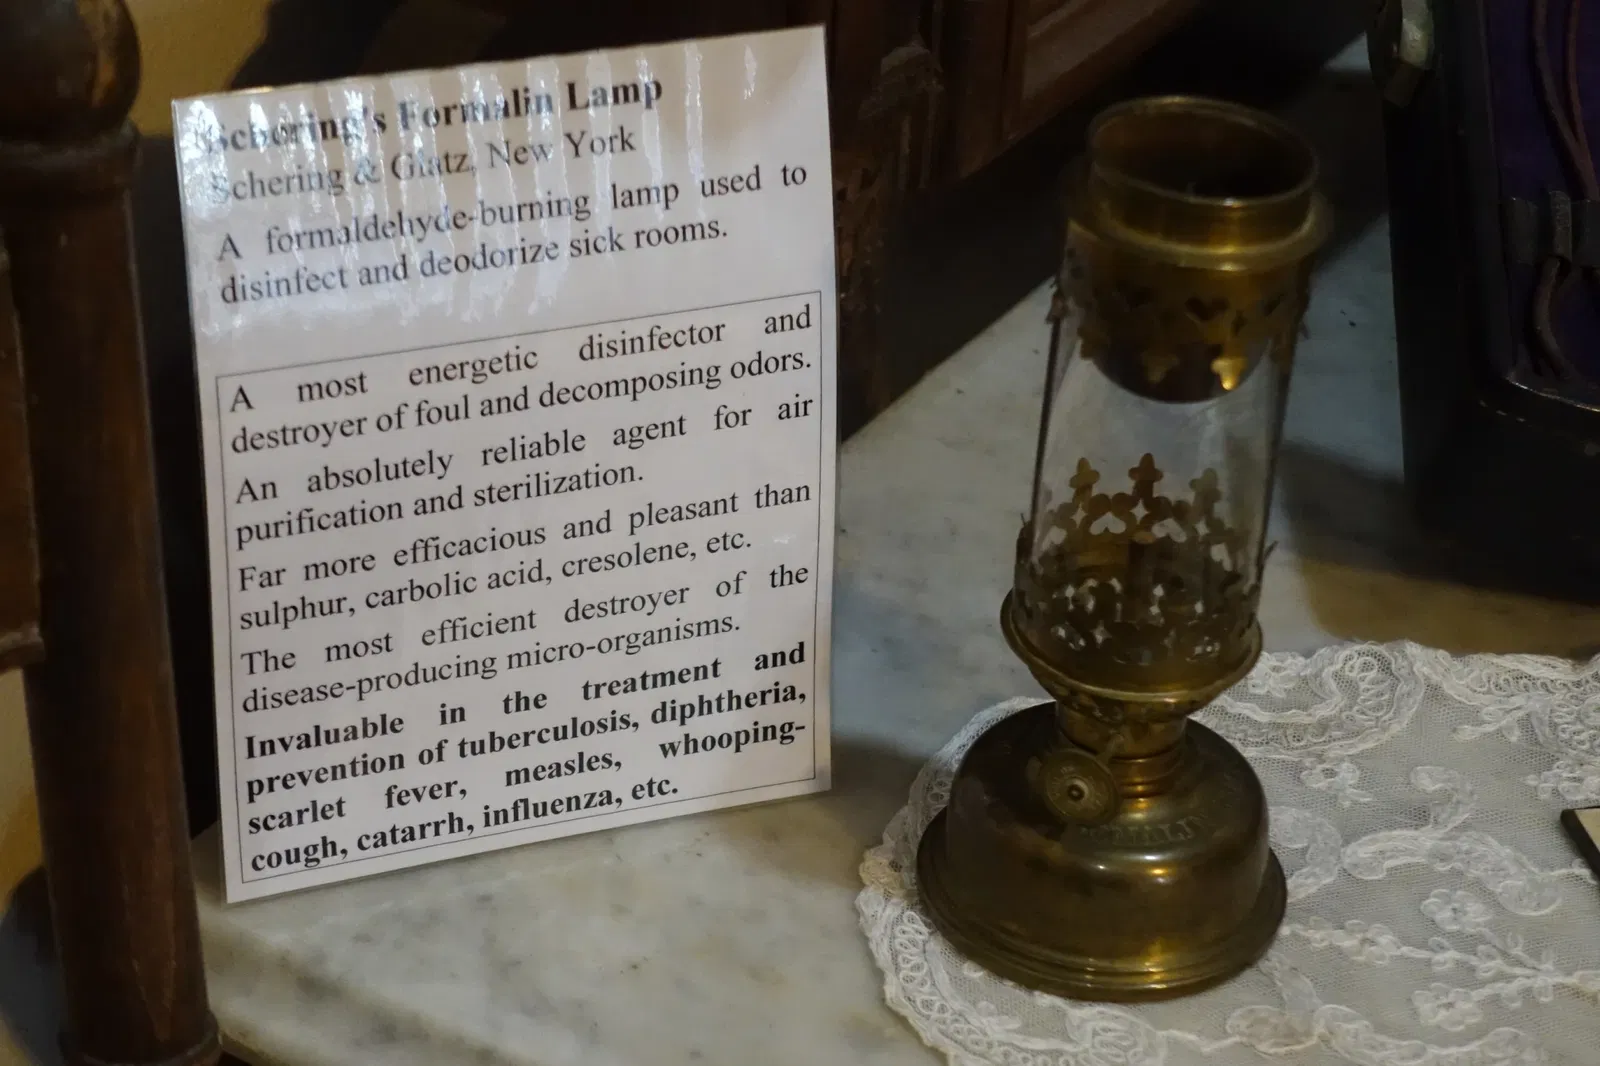 Schering's Formalin Lamp
Schering & Glatz, New York
A formaldehyde-burning lamp used to
disinfect and deodorize sick rooms.
A most energetic disinfector and
destroyer of foul and decomposing odors.
An absolutely reliable agent for air
purification and sterilization.
Far more efficacious and pleasant than
sulphur, carbolic acid, cresolene, etc.
The most efficient destroyer of the
disease-producing micro-organisms.
Invaluable in the treatment and
prevention of tuberculosis, diphtheria,
scarlet fever, measles, whooping-
cough, catarrh, influenza, etc.